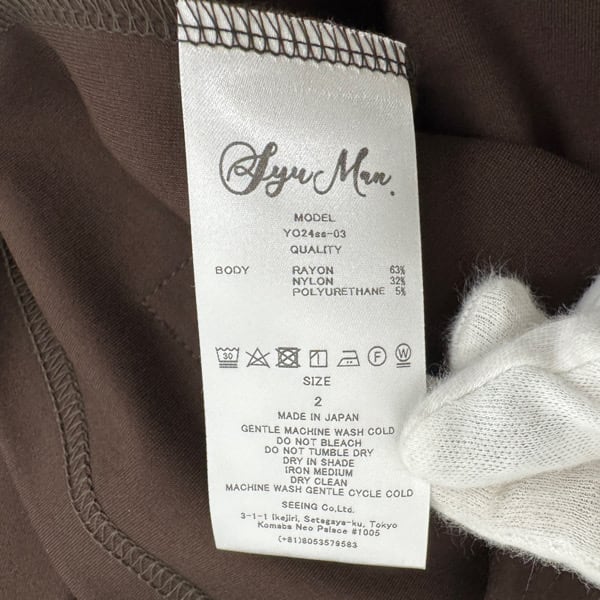 Syu Man.
MODEL
YO24ss-03
QUALITY
BODY RAYON 63%
NYLON 32%
POLYURETHANE 5%
30 F W
SIZE
2
MADE IN JAPAN
GENTLE MACHINE WASH COLD
DO NOT BLEACH
DO NOT TUMBLE DRY
DRY IN SHADE
IRON MEDIUM
DRY CLEAN
MACHINE WASH GENTLE CYCLE COLD
SEEING Co,Ltd.
3-1-1 Ikejiri, Setagaya-ku, Tokyo
Komaba Neo Palace #1005
(+81)8053579583